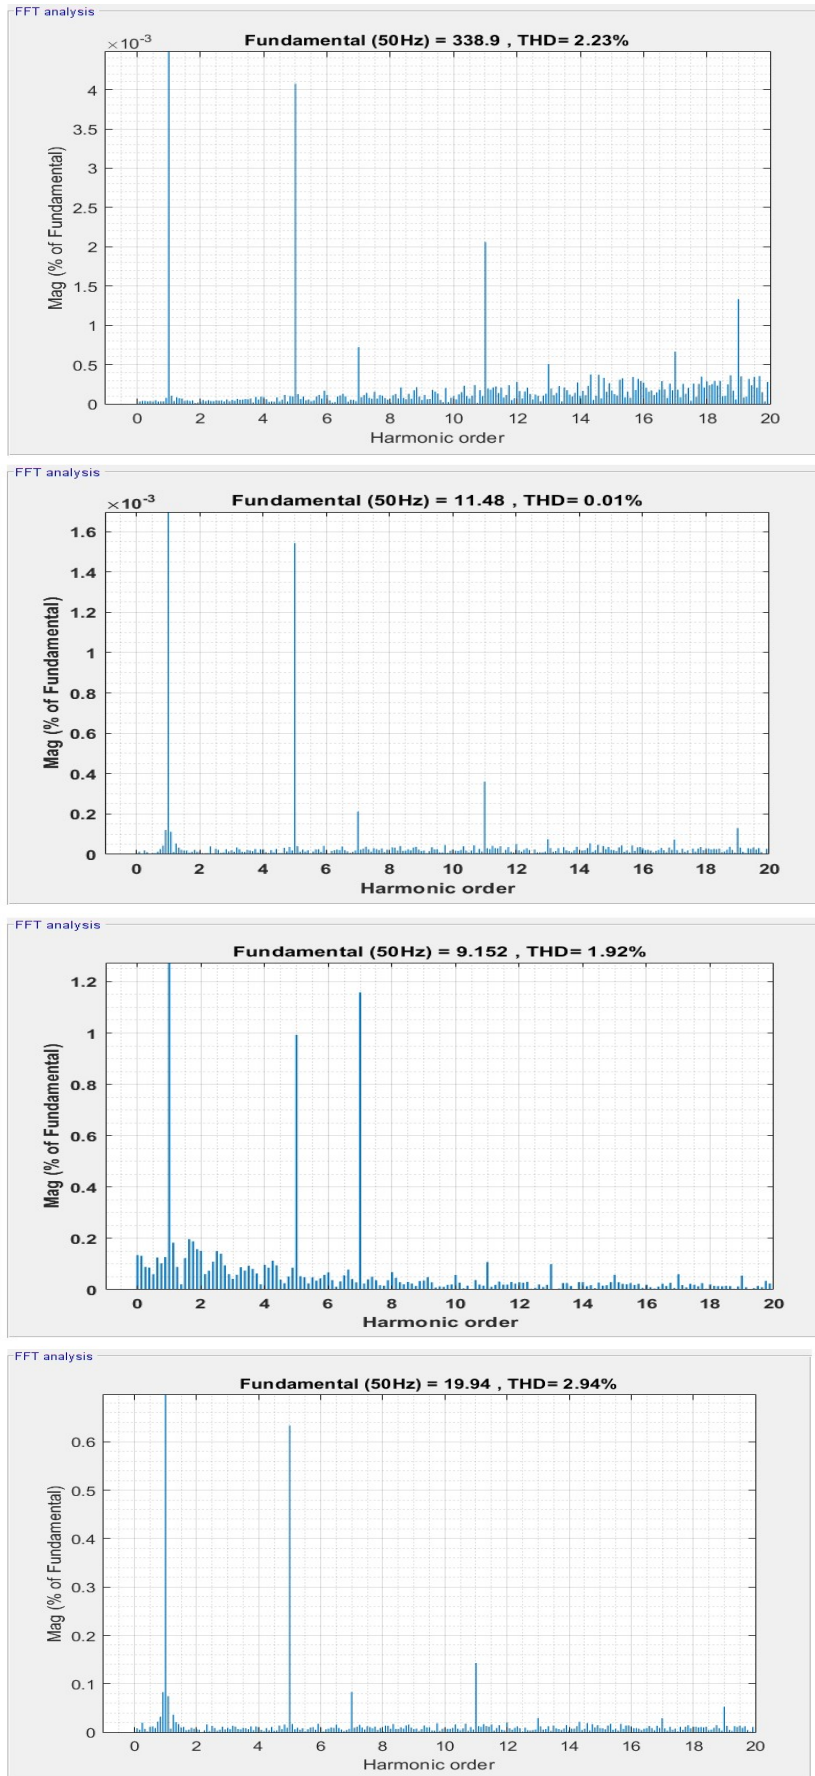 FFT analysis
×10-3
Fundamental (50Hz) = 338.9 , THD= 2.23%
Mag (% of Fundamental)
4
3.5
3
2.5
2
1.5
1
0.5
0
0 2 4 6 8 10 12 14 16 18 20
Harmonic order
FFT analysis
×10-3
Fundamental (50Hz) = 11.48 , THD= 0.01%
Mag (% of Fundamental)
1.6
1.4
1.2
1
0.8
0.6
0.4
0.2
0
0 2 4 6 8 10 12 14 16 18 20
Harmonic order
FFT analysis
Fundamental (50Hz) = 9.152 , THD= 1.92%
Mag (% of Fundamental)
1.2
1
0.8
0.6
0.4
0.2
0
0 2 4 6 8 10 12 14 16 18 20
Harmonic order
FFT analysis
Fundamental (50Hz) = 19.94 , THD= 2.94%
Mag (% of Fundamental)
0.6
0.5
0.4
0.3
0.2
0.1
0
0 2 4 6 8 10 12 14 16 18 20
Harmonic order